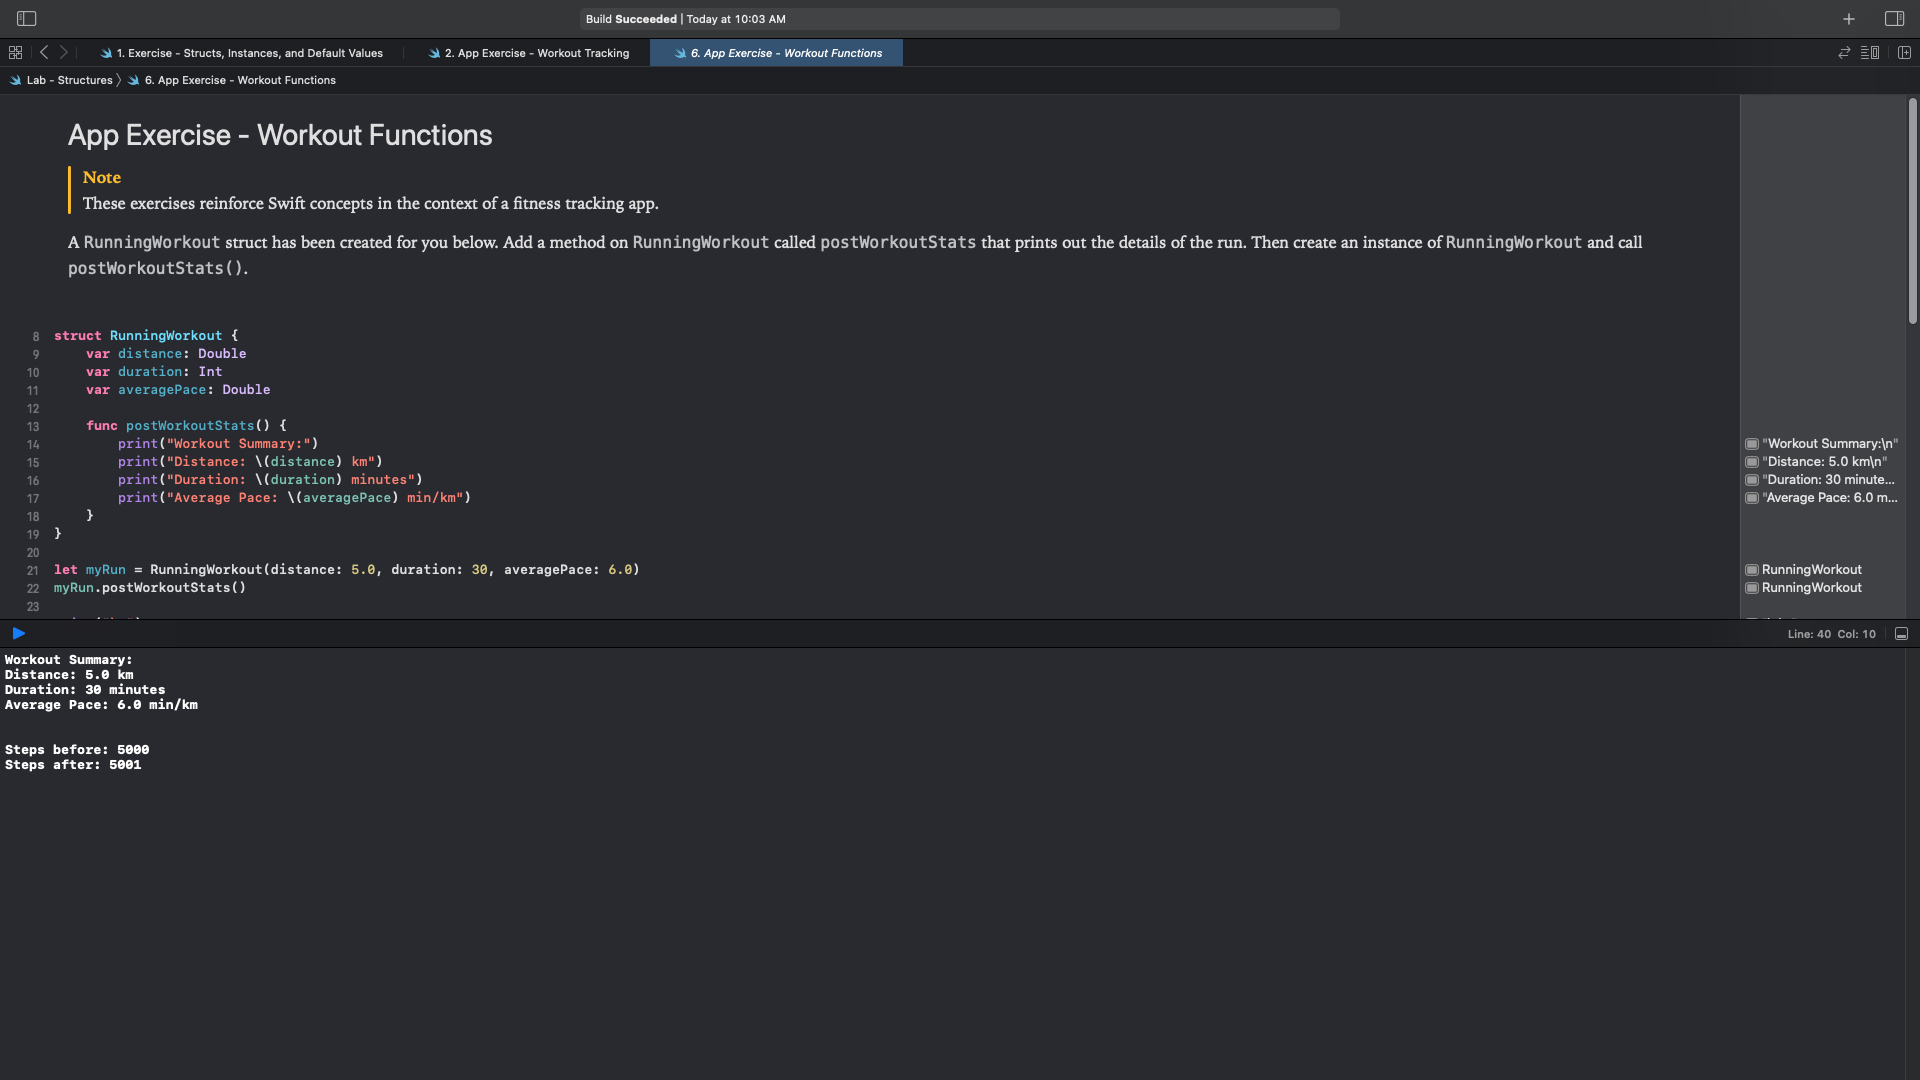 Build Succeeded | Today at 10:03 AM
1. Exercise - Structs, Instances, and Default Values
2. App Exercise - Workout Tracking
6. App Exercise - Workout Functions
Lab - Structures
6. App Exercise - Workout Functions
App Exercise - Workout Functions
Note
These exercises reinforce Swift concepts in the context of a fitness tracking app.
A RunningWorkout struct has been created for you below. Add a method on RunningWorkout called postWorkoutStats that prints out the details of the run. Then create an instance of RunningWorkout and call
postWorkoutStats().
8 struct RunningWorkout {
9     var distance: Double
10     var duration: Int
11     var averagePace: Double
12
13     func postWorkoutStats() {
14         print("Workout Summary:")
15         print("Distance: \(distance) km")
16         print("Duration: \(duration) minutes")
17         print("Average Pace: \(averagePace) min/km")
18     }
19 }
20
21 let myRun = RunningWorkout(distance: 5.0, duration: 30, averagePace: 6.0)
22 myRun.postWorkoutStats()
23
"Workout Summary:\n"
"Distance: 5.0 km\n"
"Duration: 30 minute...
"Average Pace: 6.0 m...
RunningWorkout
RunningWorkout
Line: 40 Col: 10
Workout Summary:
Distance: 5.0 km
Duration: 30 minutes
Average Pace: 6.0 min/km
Steps before: 5000
Steps after: 5001